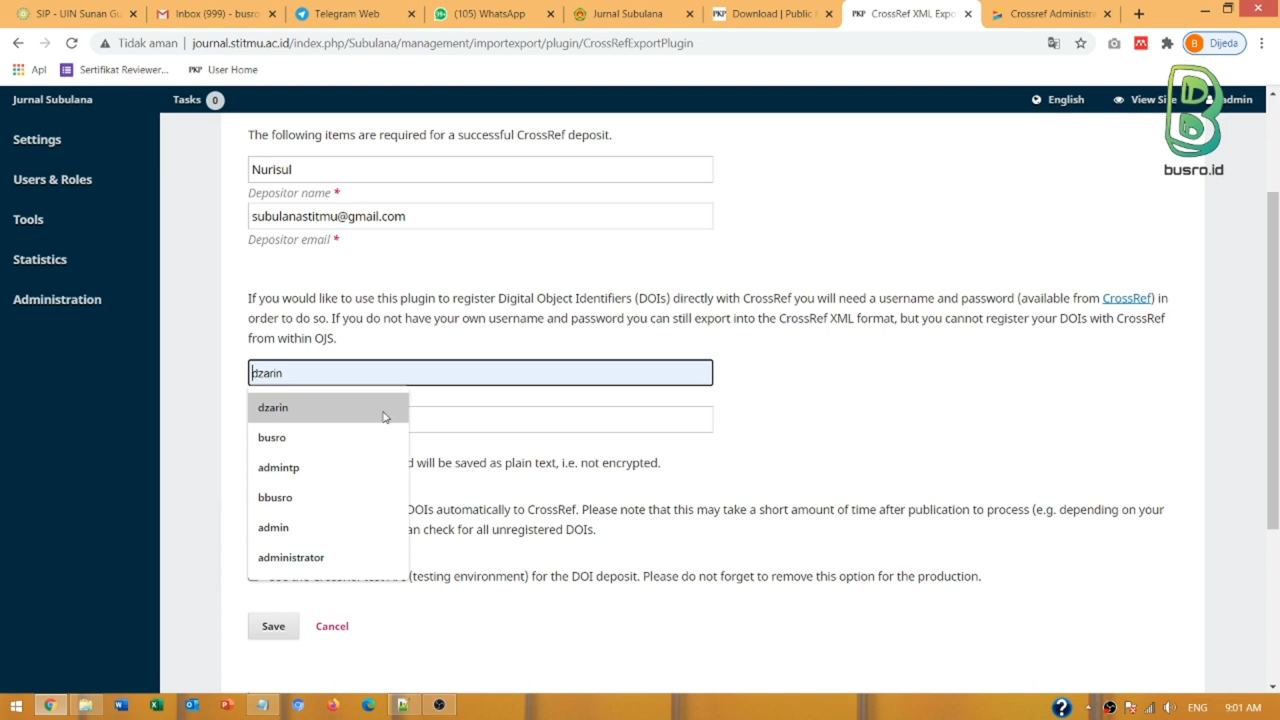 SIP - UIN Sunan Gu
Inbox (999) - busro
Telegram Web
(105) WhatsApp
Jurnal Subulana
PKP Download | Public
PKP CrossRef XML Expo
Crossref Administra
Tidak aman | journal.stitmu.ac.id/index.php/Subulana/management/importexport/plugin/CrossRefExportPlugin
B Dijeda
Apl
Sertifikat Reviewer...
PKP User Home
Jurnal Subulana
Tasks 0
English
View Site
admin
busro.id
Settings
Users & Roles
Tools
Statistics
Administration
The following items are required for a successful CrossRef deposit.
Nurisul
Depositor name *
subulanastitmu@gmail.com
Depositor email *
If you would like to use this plugin to register Digital Object Identifiers (DOIs) directly with CrossRef you will need a username and password (available from CrossRef) in
order to do so. If you do not have your own username and password you can still export into the CrossRef XML format, but you cannot register your DOIs with CrossRef
from within OJS.
dzarin
dzarin
busro
admintp
d will be saved as plain text, i.e. not encrypted.
bbusro
DOIs automatically to CrossRef. Please note that this may take a short amount of time after publication to process (e.g. depending on your
admin
an check for all unregistered DOIs.
administrator
(testing environment) for the DOI deposit. Please do not forget to remove this option for the production.
Save
Cancel
ENG
9:01 AM